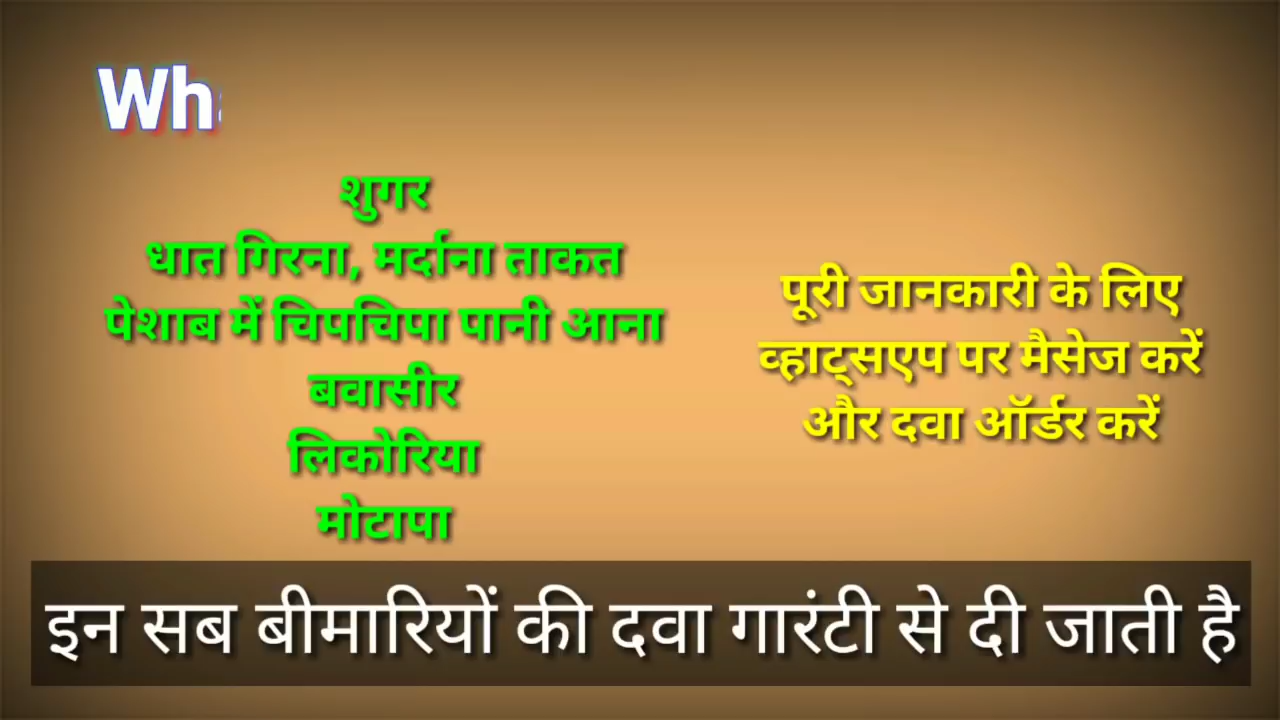 Wh
शुगर
धात गिरना, मर्दाना ताकत
पेशाब में चिपचिपा पानी आना
बवासीर
लिकोरिया
मोटापा
पूरी जानकारी के लिए
व्हाट्सएप पर मैसेज करें
और दवा ऑर्डर करें
इन सब बीमारियों की दवा गारंटी से दी जाती है